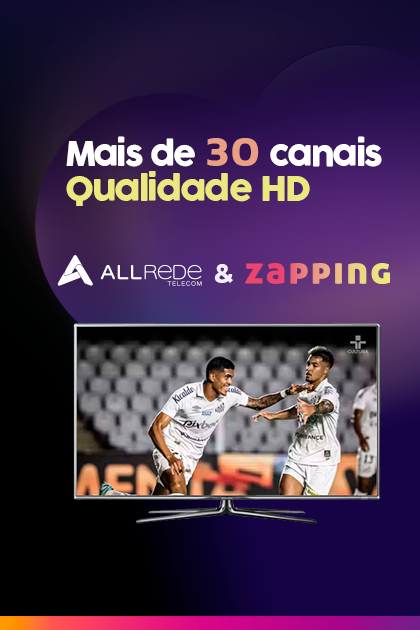 Mais de 30 canais
Qualidade HD
ALLREDE
TELECOM
& ZAPPING
CULTURA
Kicaldo
pixbet